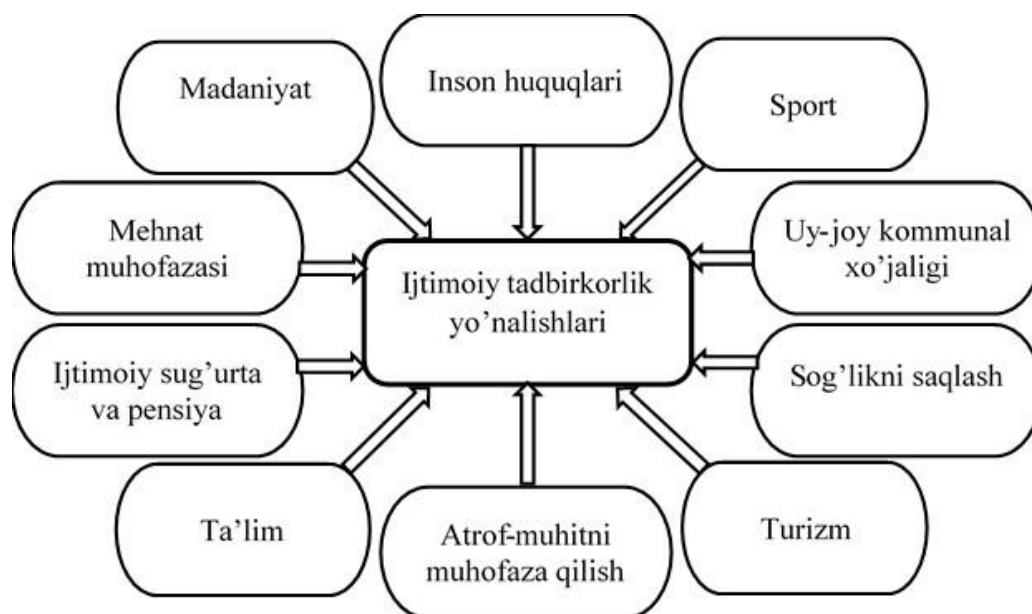 Madaniyat
Inson huquqlari
Sport
Mehnat
muhofazasi
Ijtimoiy tadbirkorlik
yo’nalishlari
Uy-joy kommunal
xo’jaligi
Ijtimoiy sug’urta
va pensiya
Sog’likni saqlash
Ta’lim
Atrof-muhitni
muhofaza qilish
Turizm